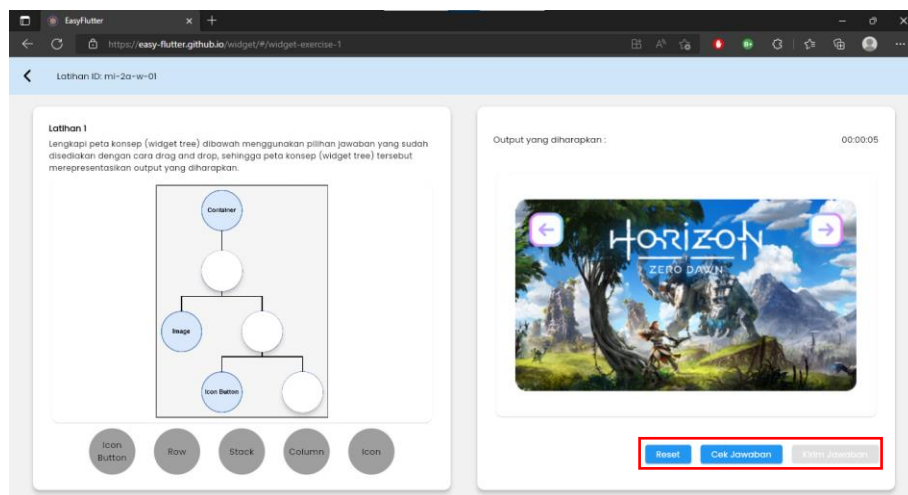 EasyFlutter
https://easy-flutter.github.io/widget/#/widget-exercise-1
Latihan ID: mi-2a-w-01
Latihan 1
Lengkapi peta konsep (widget tree) dibawah menggunakan pilihan jawaban yang sudah
disediakan dengan cara drag and drop, sehingga peta konsep (widget tree) tersebut
merepresentasikan output yang diharapkan.
Container
Image
Icon Button
Icon
Button
Row
Stack
Column
Icon
Output yang diharapkan :
00:00:05
HORIZON
ZERO DAWN
Reset
Cek Jawaban
Kirim Jawaban